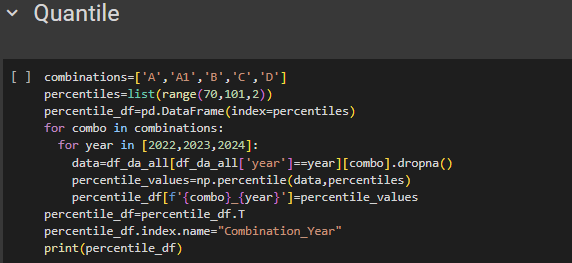 Quantile
[ ] combinations=['A','A1','B','C','D']
percentiles=list(range(70,101,2))
percentile_df=pd.DataFrame(index=percentiles)
for combo in combinations:
  for year in [2022,2023,2024]:
    data=df_da_all[df_da_all['year']==year][combo].dropna()
    percentile_values=np.percentile(data,percentiles)
    percentile_df[f'{combo}_{year}']=percentile_values
percentile_df=percentile_df.T
percentile_df.index.name="Combination_Year"
print(percentile_df)